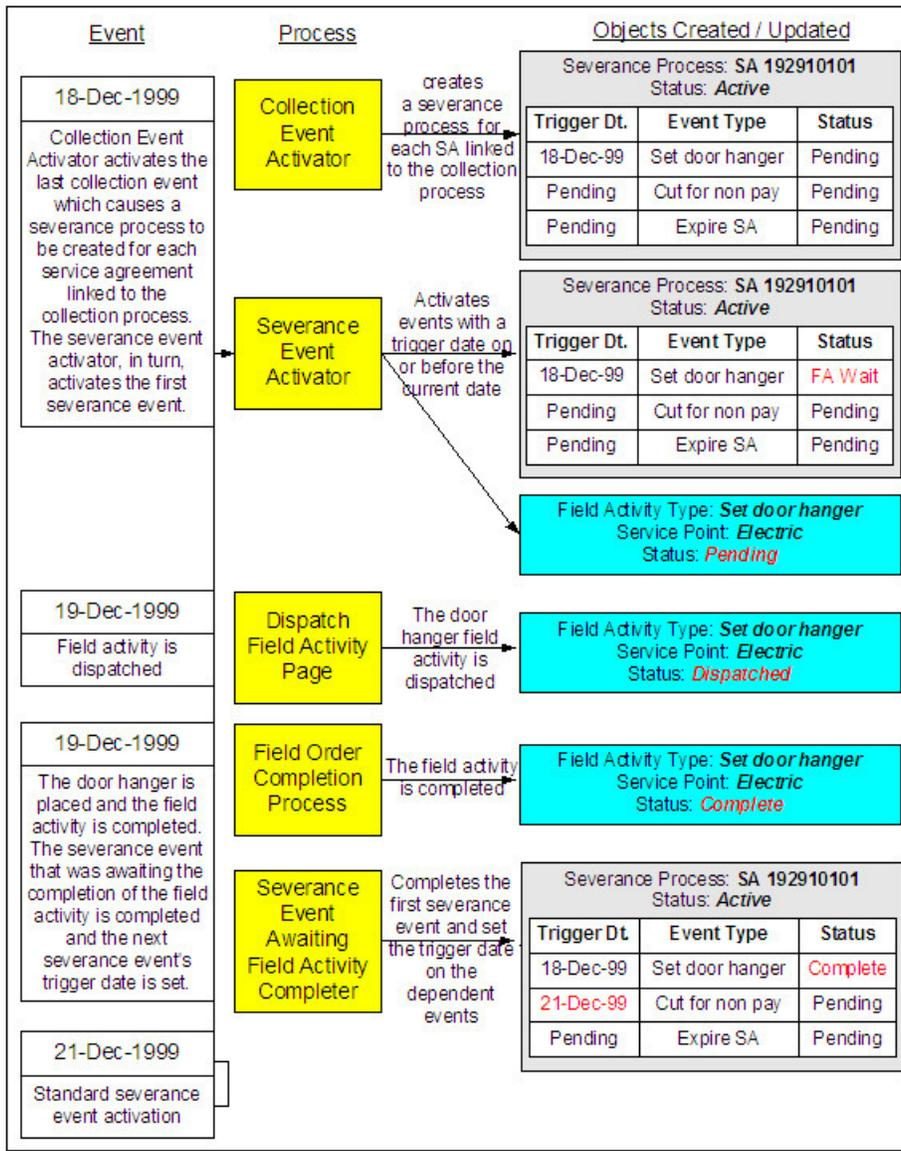 Event
Process
Objects Created / Updated
18-Dec-1999
Collection Event
Activator activates the
last collection event
which causes a
severance process to
be created for each
service agreement
linked to the
collection process.
The severance event
activator, in turn,
activates the first
severance event.
Collection
Event
Activator
creates
a severance
process for
each SA linked
to the collection
process
Severance Process: SA 192910101
Status: Active
Trigger Dt. Event Type Status
18-Dec-99 Set door hanger Pending
Pending Cut for non pay Pending
Pending Expire SA Pending
Severance
Event
Activator
Activates
events with a
trigger date on
or before the
current date
Severance Process: SA 192910101
Status: Active
Trigger Dt. Event Type Status
18-Dec-99 Set door hanger FA Wait
Pending Cut for non pay Pending
Pending Expire SA Pending
Field Activity Type: Set door hanger
Service Point: Electric
Status: Pending
19-Dec-1999
Field activity is
dispatched
Dispatch
Field Activity
Page
The door
hanger field
activity is
dispatched
Field Activity Type: Set door hanger
Service Point: Electric
Status: Dispatched
19-Dec-1999
The door hanger is
placed and the field
activity is completed.
The severance event
that was awaiting the
completion of the field
activity is completed
and the next
severance event's
trigger date is set.
Field Order
Completion
Process
The field activity
is completed
Field Activity Type: Set door hanger
Service Point: Electric
Status: Complete
Severance
Event
Awaiting
Field Activity
Completer
Completes the
first severance
event and set
the trigger date
on the
dependent
events
Severance Process: SA 192910101
Status: Active
Trigger Dt. Event Type Status
18-Dec-99 Set door hanger Complete
21-Dec-99 Cut for non pay Pending
Pending Expire SA Pending
21-Dec-1999
Standard severance
event activation